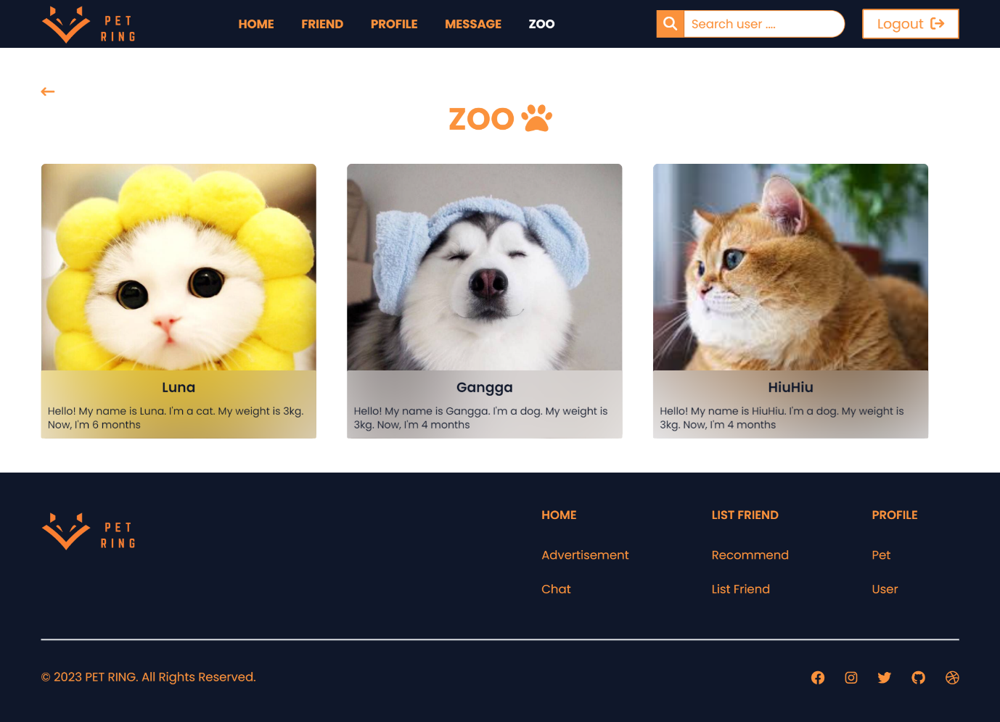 PET
RING
HOME FRIEND PROFILE MESSAGE ZOO
Search user ....
Logout
ZOO
Luna
Hello! My name is Luna. I'm a cat. My weight is 3kg.
Now, I'm 6 months
Gangga
Hello! My name is Gangga. I'm a dog. My weight is
3kg. Now, I'm 4 months
HiuHiu
Hello! My name is HiuHiu. I'm a dog. My weight is
3kg. Now, I'm 4 months
PET
RING
HOME
Advertisement
Chat
LIST FRIEND
Recommend
List Friend
PROFILE
Pet
User
© 2023 PET RING. All Rights Reserved.